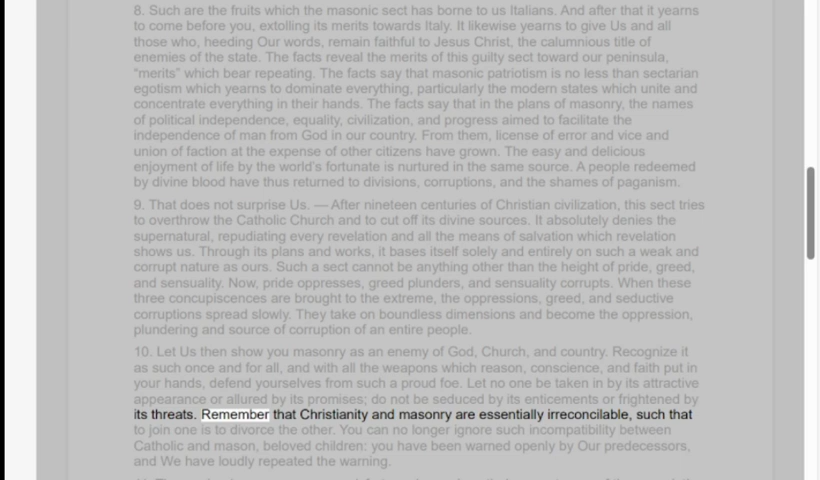 8. Such are the fruits which the masonic sect has borne to us Italians. And after that it yearns
to come before you, extolling its merits towards Italy. It likewise yearns to give Us and all
those who, heeding Our words, remain faithful to Jesus Christ, the calumnious title of
enemies of the state. The facts reveal the merits of this guilty sect toward our peninsula,
"merits" which bear repeating. The facts say that masonic patriotism is no less than sectarian
egotism which yearns to dominate everything, particularly the modern states which unite and
concentrate everything in their hands. The facts say that in the plans of masonry, the names
of political independence, equality, civilization, and progress aimed to facilitate the
independence of man from God in our country. From them, license of error and vice and
union of faction at the expense of other citizens have grown. The easy and delicious
enjoyment of life by the world's fortunate is nurtured in the same source. A people redeemed
by divine blood have thus returned to divisions, corruptions, and the shames of paganism.
9. That does not surprise Us. — After nineteen centuries of Christian civilization, this sect tries
to overthrow the Catholic Church and to cut off its divine sources. It absolutely denies the
supernatural, repudiating every revelation and all the means of salvation which revelation
shows us. Through its plans and works, it bases itself solely and entirely on such a weak and
corrupt nature as ours. Such a sect cannot be anything other than the height of pride, greed,
and sensuality. Now, pride oppresses, greed plunders, and sensuality corrupts. When these
three concupiscences are brought to the extreme, the oppressions, greed, and seductive
corruptions spread slowly. They take on boundless dimensions and become the oppression,
plundering and source of corruption of an entire people.
10. Let Us then show you masonry as an enemy of God, Church, and country. Recognize it
as such once and for all, and with all the weapons which reason, conscience, and faith put in
your hands, defend yourselves from such a proud foe. Let no one be taken in by its attractive
appearance or allured by its promises; do not be seduced by its enticements or frightened by
its threats. Remember that Christianity and masonry are essentially irreconcilable, such that
to join one is to divorce the other. You can no longer ignore such incompatibility between
Catholic and mason, beloved children: you have been warned openly by Our predecessors,
and We have loudly repeated the warning.